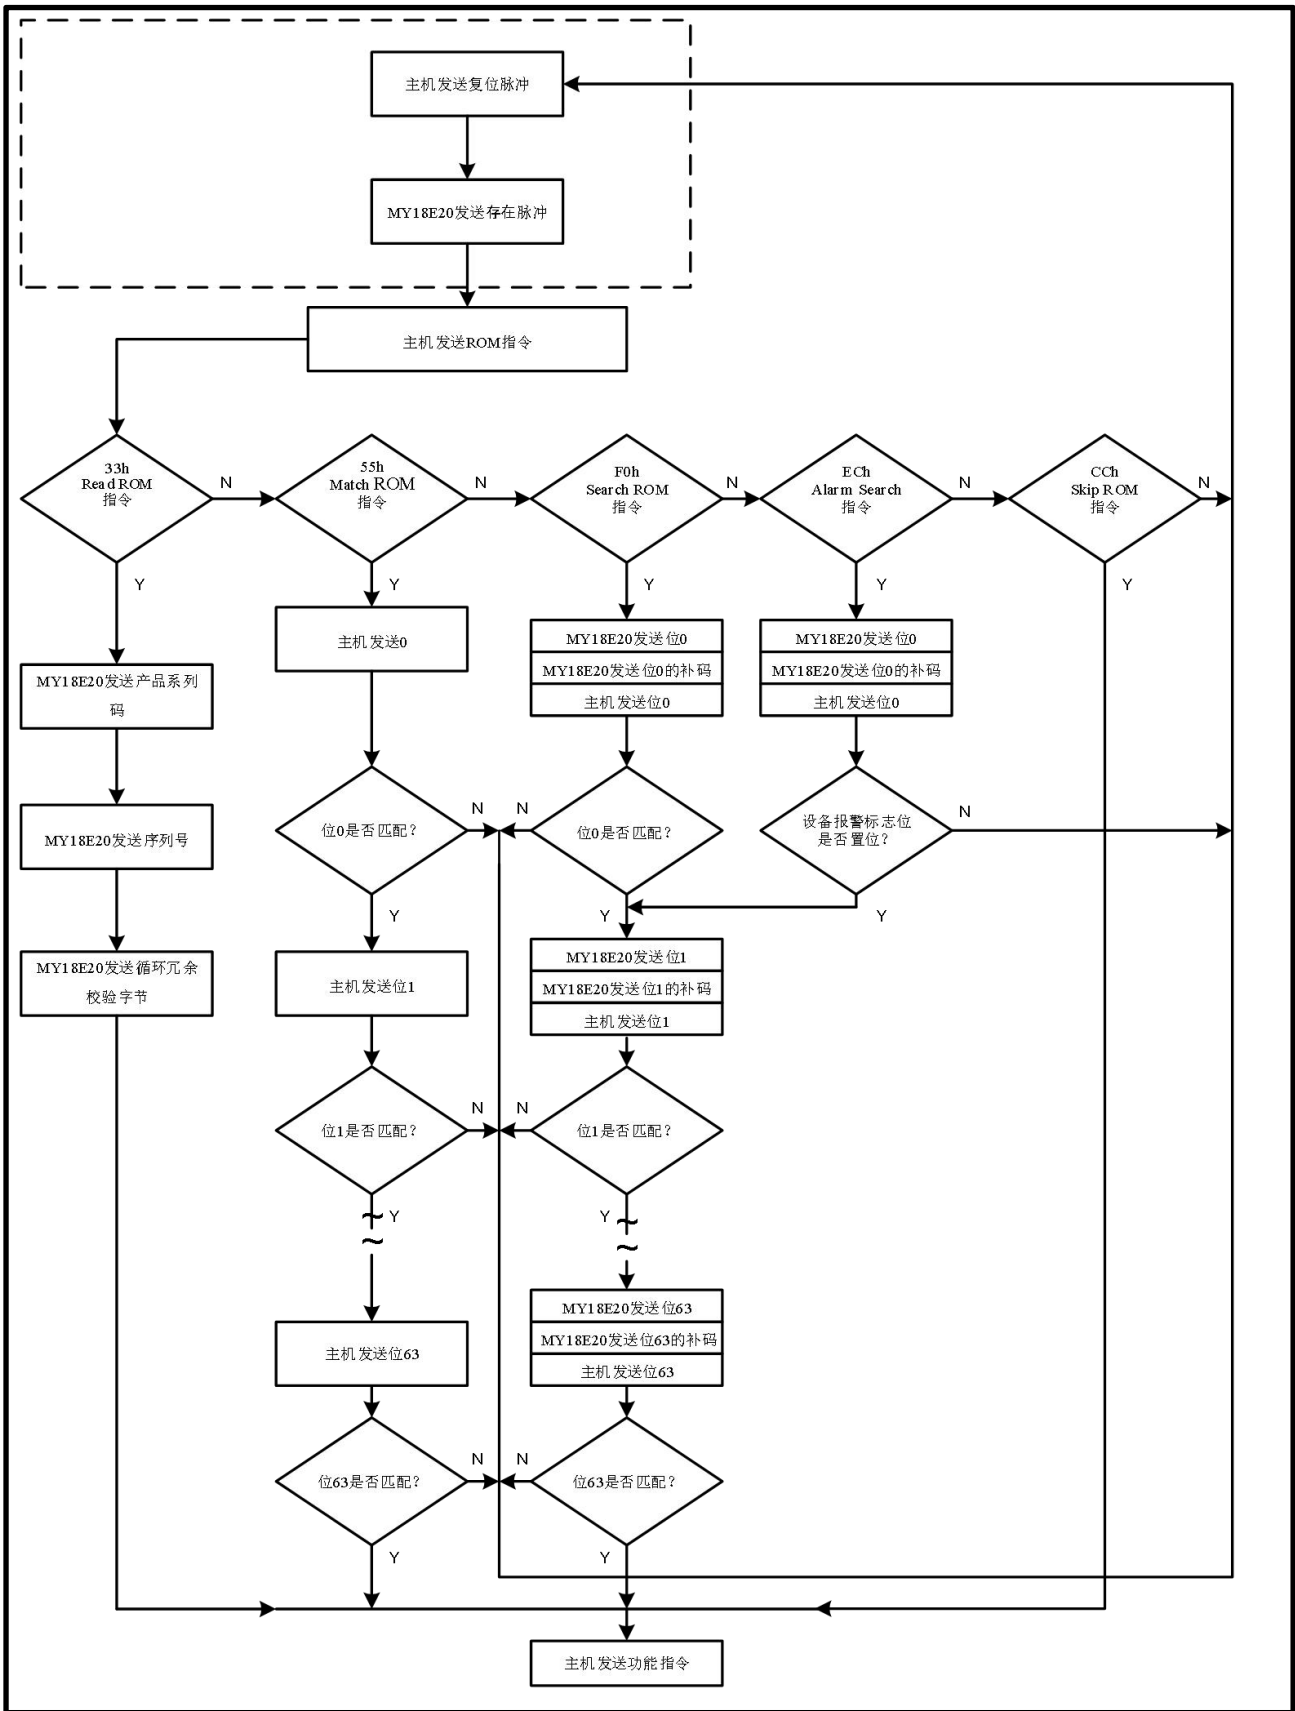 主机发送复位脉冲
MY18E20发送存在脉冲
主机发送ROM指令
33h
Read ROM
指令
N
55h
Match ROM
指令
N
F0h
Search ROM
指令
N
ECh
Alarm Search
指令
N
CCh
Skip ROM
指令
N
Y
Y
Y
Y
Y
主机发送0
MY18E20发送位0
MY18E20发送位0的补码
主机发送位0
MY18E20发送位0
MY18E20发送位0的补码
主机发送位0
MY18E20发送产品系列
码
位0是否匹配?
N
N
位0是否匹配?
设备报警标志位
是否置位?
N
MY18E20发送序列号
Y
Y
Y
MY18E20发送循环冗余
校验字节
主机发送位1
MY18E20发送位1
MY18E20发送位1的补码
主机发送位1
位1是否匹配?
N
N
位1是否匹配?
Y
Y
主机发送位63
MY18E20发送位63
MY18E20发送位63的补码
主机发送位63
位63是否匹配?
N
N
位63是否匹配?
Y
Y
主机发送功能指令